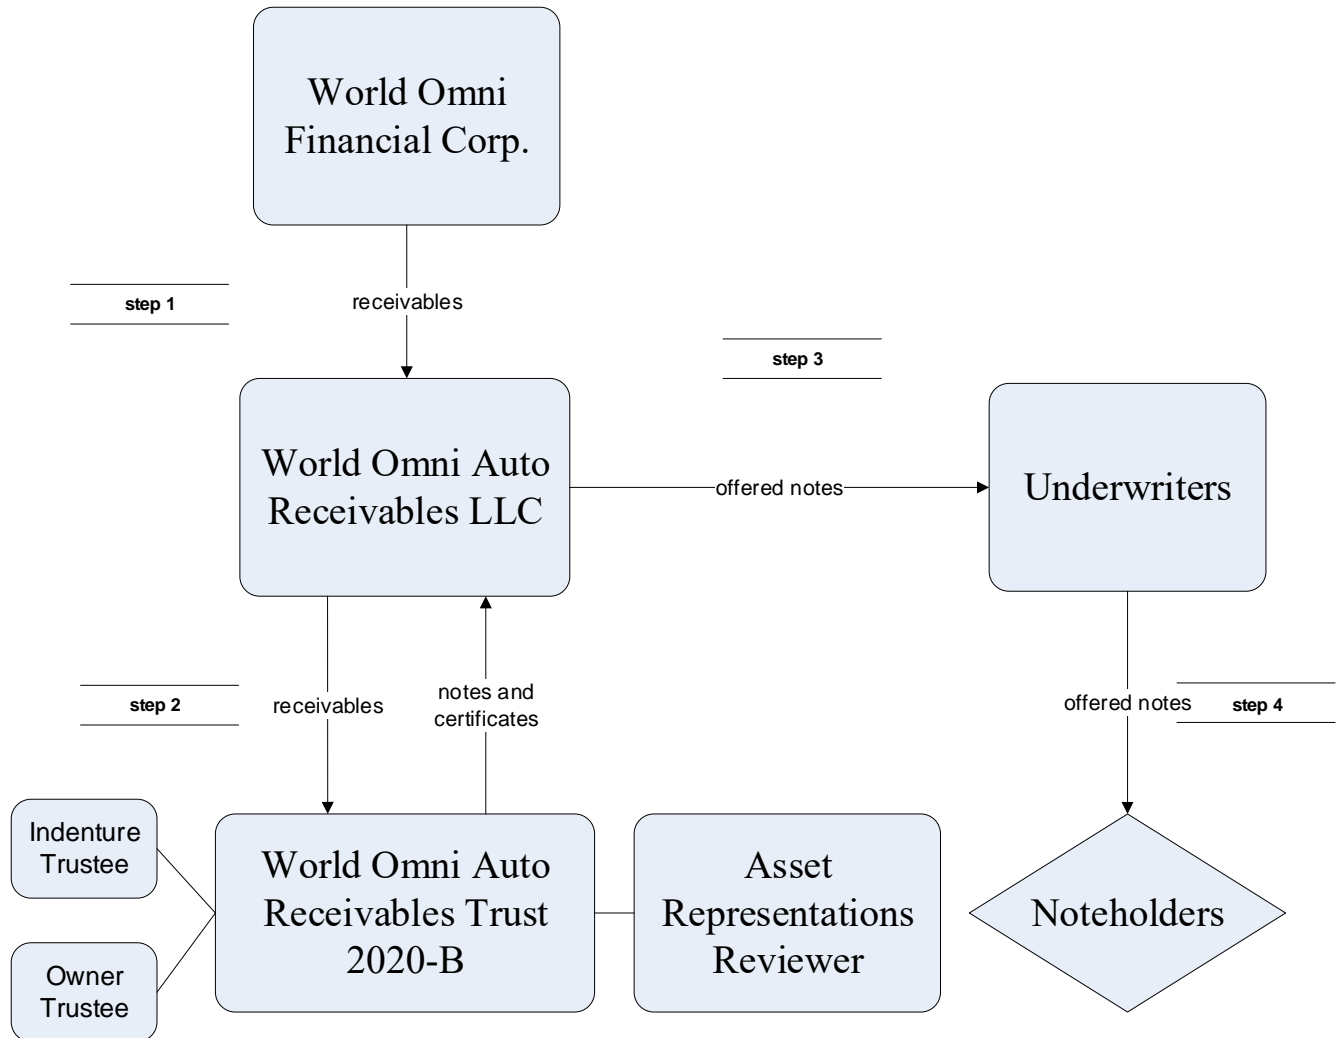 World Omni
Financial Corp.
step 1
receivables
step 3
World Omni Auto
Receivables LLC
offered notes
Underwriters
step 2
receivables
notes and
certificates
offered notes
step 4
Indenture
Trustee
Owner
Trustee
World Omni Auto
Receivables Trust
2020-B
Asset
Representations
Reviewer
Noteholders